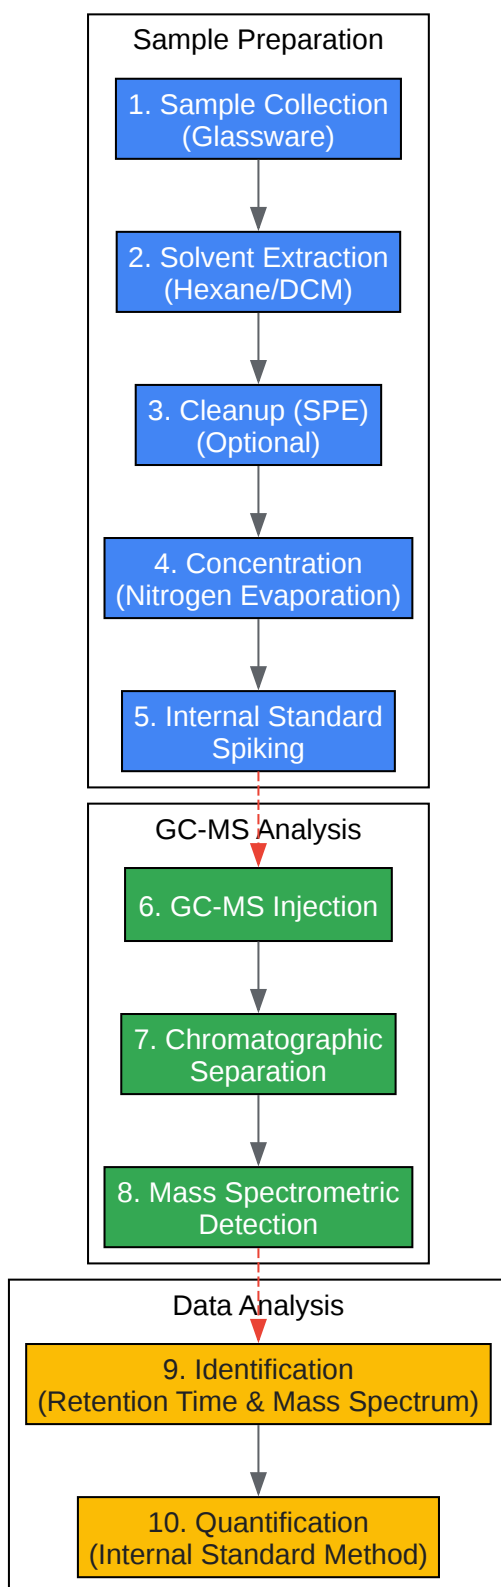 Sample Preparation
1. Sample Collection
(Glassware)
2. Solvent Extraction
(Hexane/DCM)
3. Cleanup (SPE)
(Optional)
4. Concentration
(Nitrogen Evaporation)
5. Internal Standard
Spiking
GC-MS Analysis
6. GC-MS Injection
7. Chromatographic
Separation
8. Mass Spectrometric
Detection
Data Analysis
9. Identification
(Retention Time & Mass Spectrum)
10. Quantification
(Internal Standard Method)